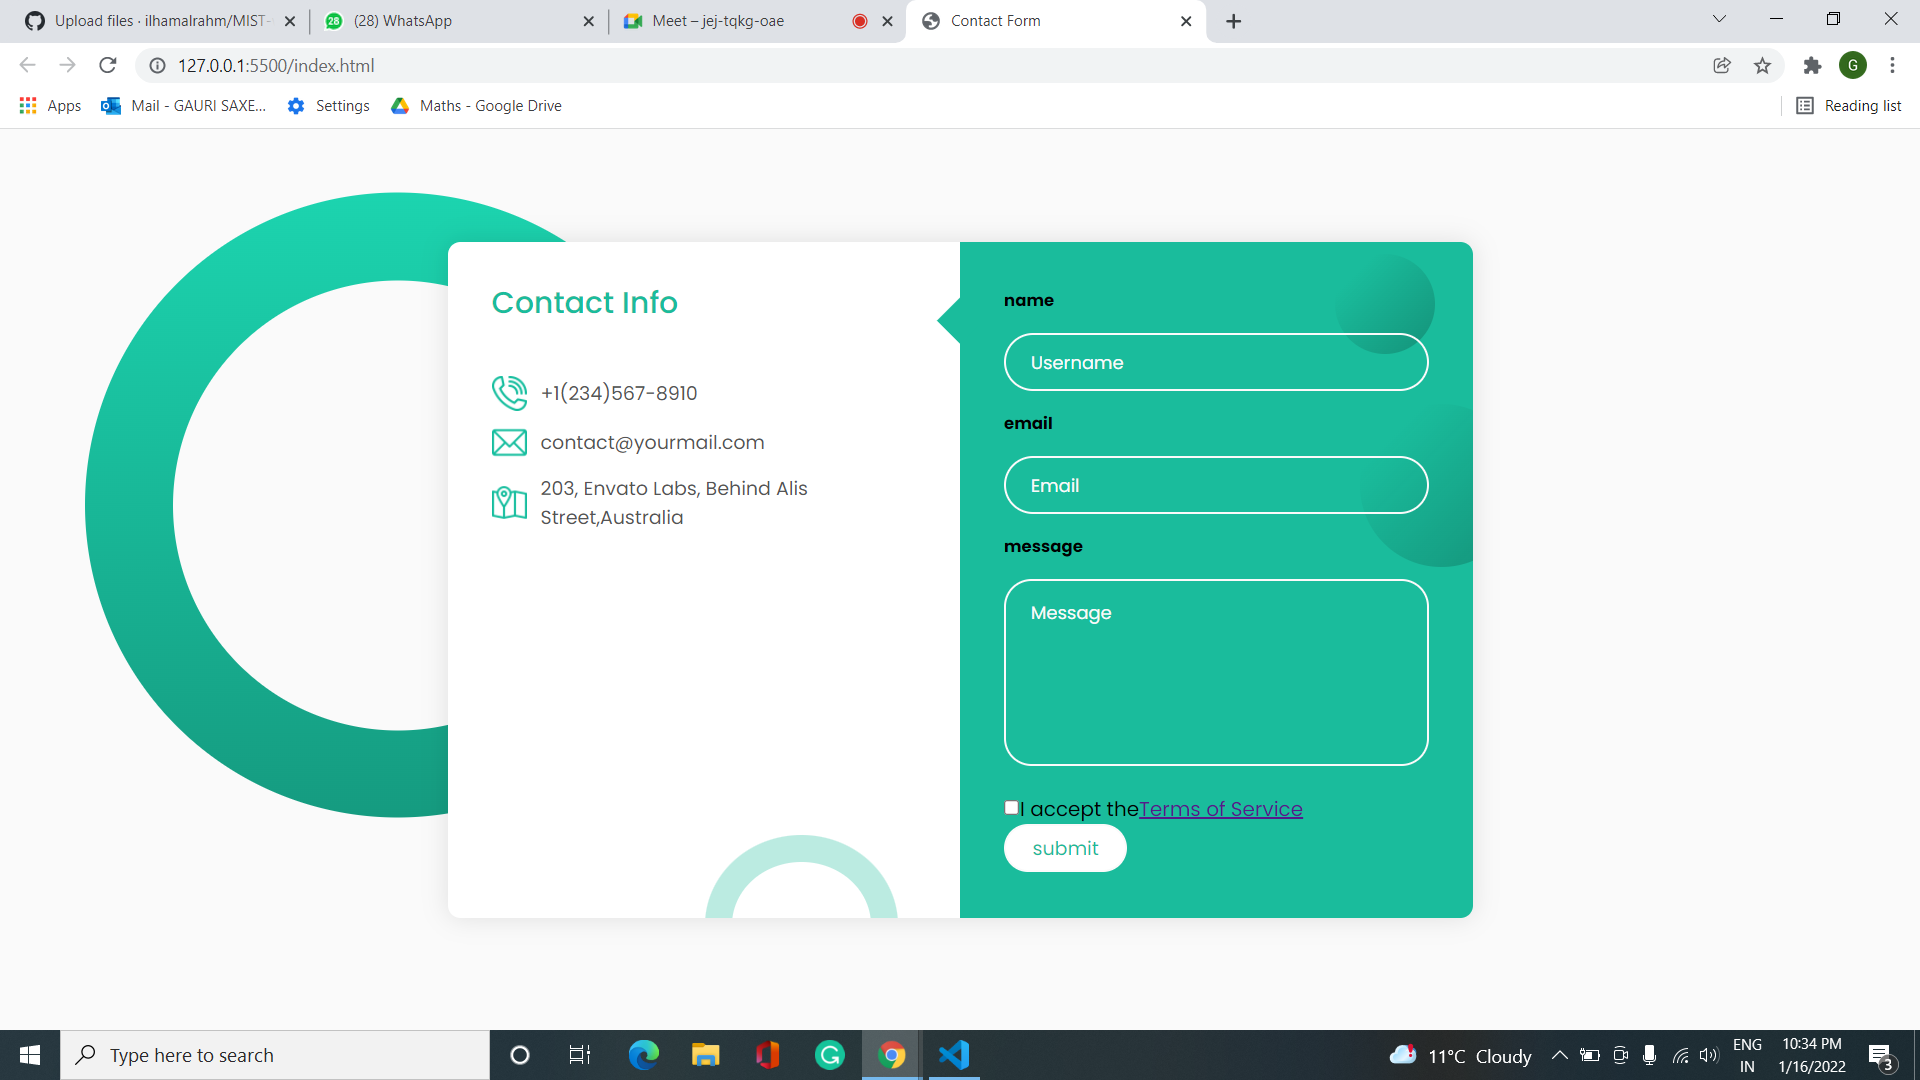 Upload files · ilhamalrahm/MIST-
28
(28) WhatsApp
Meet – jej-tqkg-oae
Contact Form
127.0.0.1:5500/index.html
G
Apps
Mail - GAURI SAXE...
Settings
Maths - Google Drive
Reading list
Contact Info
+1(234)567-8910
contact@yourmail.com
203, Envato Labs, Behind Alis
Street,Australia
name
Username
email
Email
message
Message
I accept theTerms of Service
submit
Type here to search
11°C Cloudy
ENG
IN
10:34 PM
1/16/2022
3